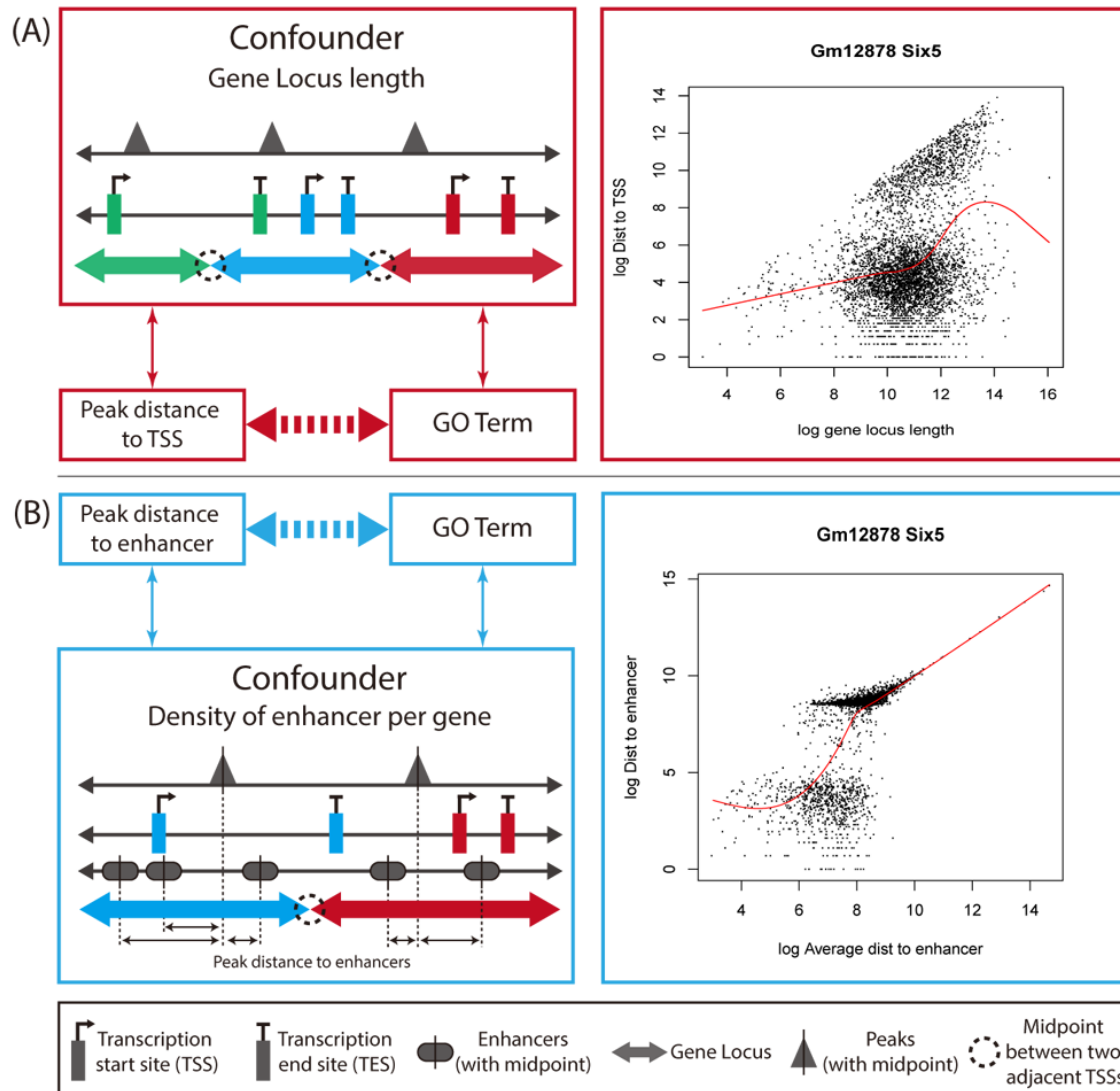 (A)
Confounder
Gene Locus length
Peak distance
to TSS
GO Term
Gm12878 Six5
log Dist to TSS
0
2
4
6
8
10
12
14
4
6
8
10
12
14
16
log gene locus length
(B)
Peak distance
to enhancer
GO Term
Confounder
Density of enhancer per gene
Peak distance to enhancers
Gm12878 Six5
log Dist to enhancer
0
5
10
15
4
6
8
10
12
14
log Average dist to enhancer
Transcription
start site (TSS)
Transcription
end site (TES)
Enhancers
(with midpoint)
Gene Locus
Peaks
(with midpoint)
Midpoint
between two
adjacent TSSs